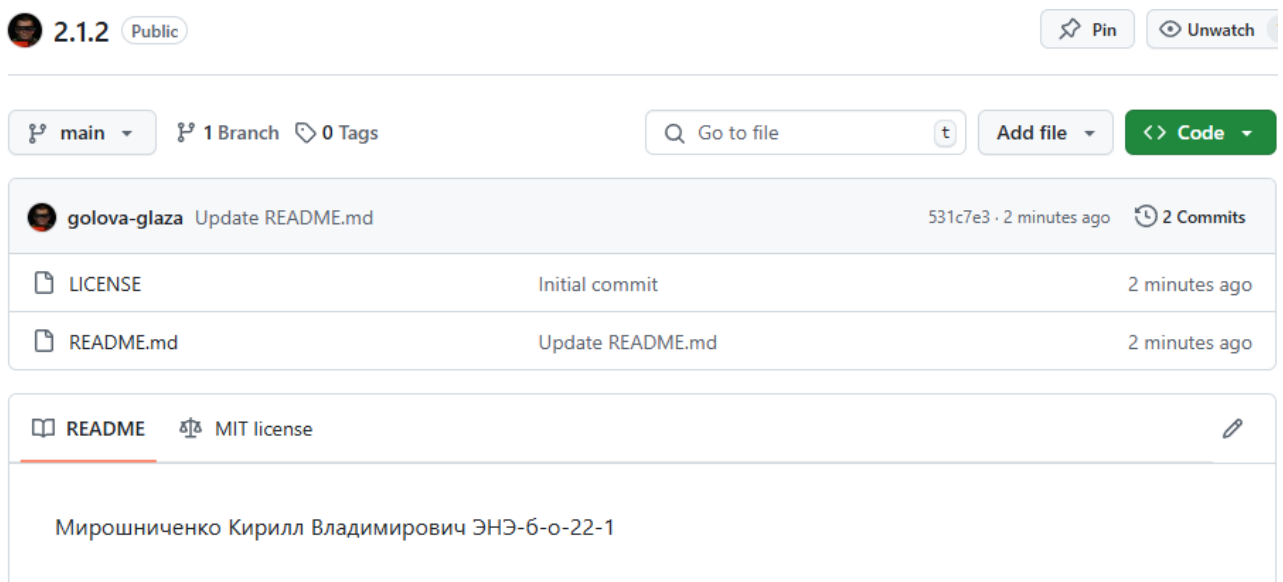 2.1.2 Public Pin Unwatch
main 1 Branch 0 Tags Go to file t Add file Code
golova-glaza Update README.md 531c7e3 · 2 minutes ago 2 Commits
LICENSE Initial commit 2 minutes ago
README.md Update README.md 2 minutes ago
README MIT license
Мирошниченко Кирилл Владимирович ЭНЭ-б-о-22-1